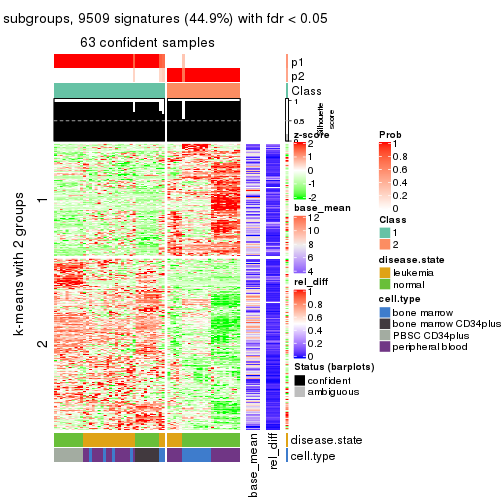 subgroups, 9509 signatures (44.9%) with fdr < 0.05
63 confident samples
p1
p2
Class
1
0.5
0
Silhouette
score
k-means with 2 groups
1
2
z-score
2
1
0
-1
-2
base_mean
12
10
8
6
4
rel_diff
1
0.8
0.6
0.4
0.2
0
Status (barplots)
confident
ambiguous
Prob
1
0.8
0.6
0.4
0.2
0
Class
1
2
disease.state
leukemia
normal
cell.type
bone marrow
bone marrow CD34plus
PBSC CD34plus
peripheral blood
disease.state
cell.type
base_mean
rel_diff